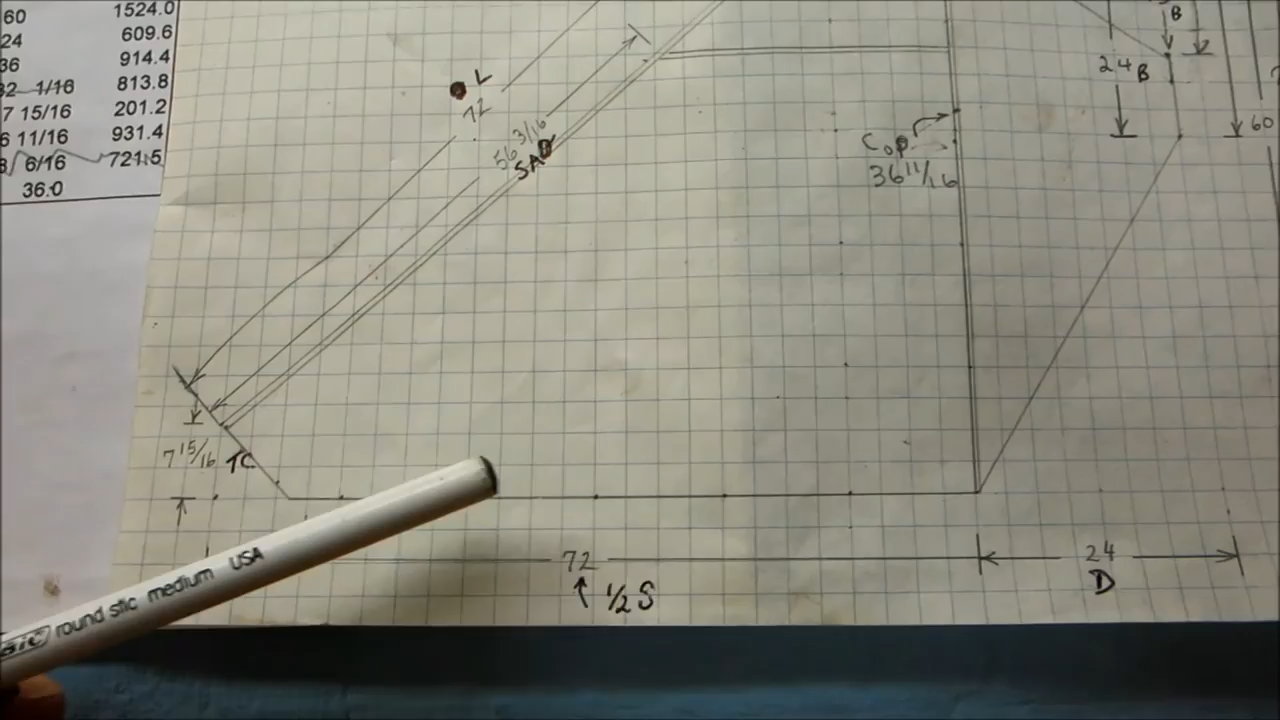 60 1524.0
24 609.6
36 914.4
32 1/16 813.8
7 15/16 201.2
6 11/16 931.4
6/16 721.5
36.0
L
72
56 3/16
SA
B
24 B
60
Cop
36 11/16
7 15/16 TC
72
1/2 S
24
D
BIC round stic medium USA